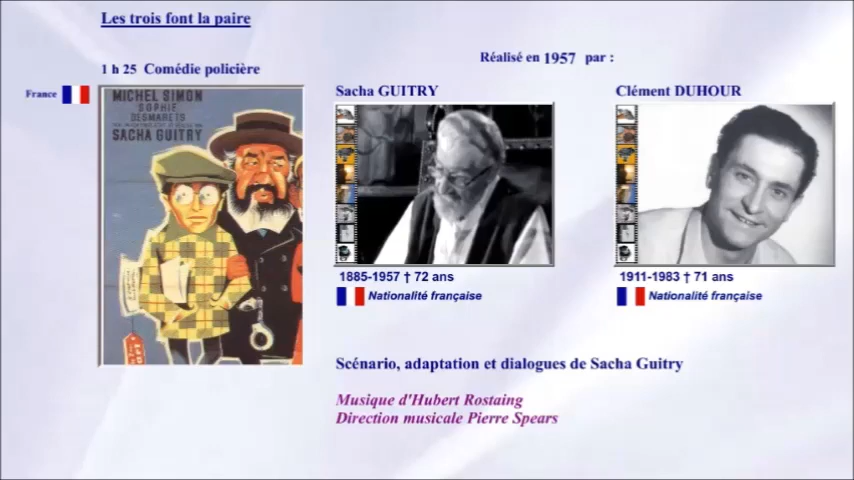 Les trois font la paire
Réalisé en 1957 par :
1 h 25 Comédie policière
France
Sacha GUITRY
Clément DUHOUR
MICHEL SIMON
SOPHIE
DESMARETS
SACHA GUITRY
1885-1957 † 72 ans
1911-1983 † 71 ans
Nationalité française
Nationalité française
Scénario, adaptation et dialogues de Sacha Guitry
Musique d'Hubert Rostaing
Direction musicale Pierre Spears